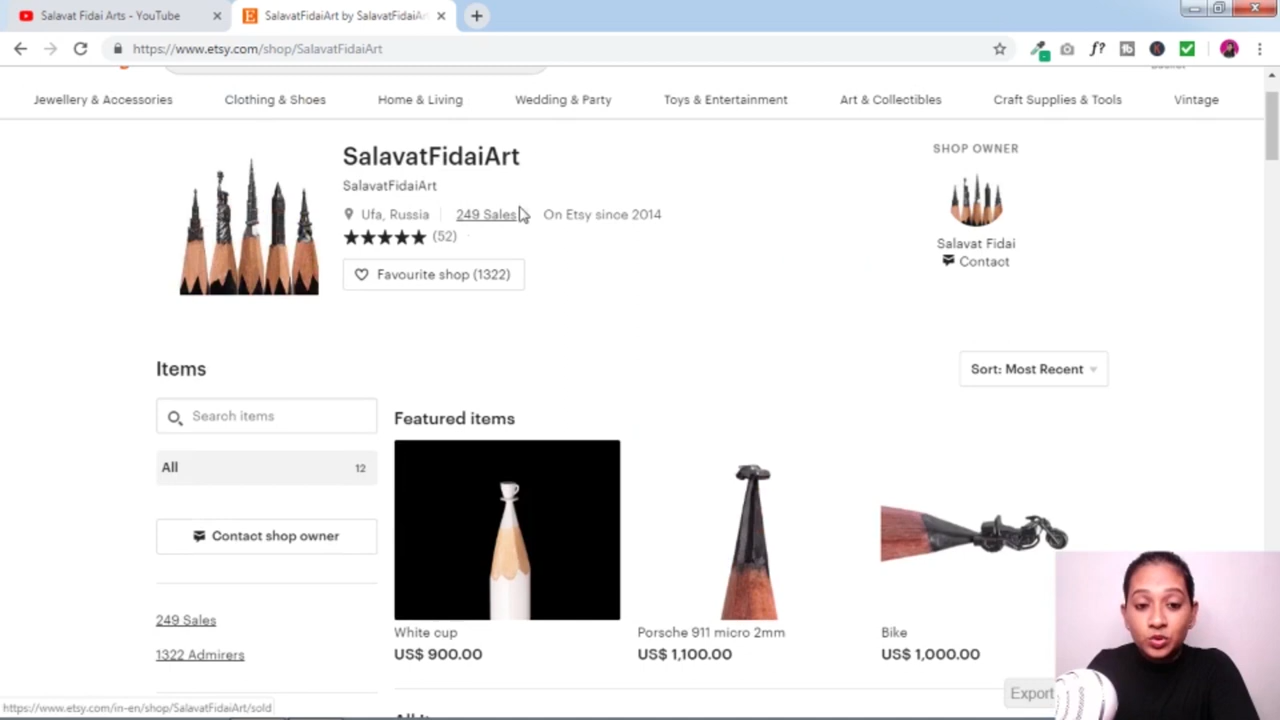 Salavat Fidai Arts - YouTube
SalavatFidaiArt by SalavatFidaiAr
https://www.etsy.com/shop/SalavatFidaiArt
f?
Jewellery & Accessories
Clothing & Shoes
Home & Living
Wedding & Party
Toys & Entertainment
Art & Collectibles
Craft Supplies & Tools
Vintage
SalavatFidaiArt
SalavatFidaiArt
Ufa, Russia
249 Sales
On Etsy since 2014
(52)
Favourite shop (1322)
SHOP OWNER
Salavat Fidai
Contact
Items
Sort: Most Recent
Search items
All
12
Contact shop owner
249 Sales
1322 Admirers
Featured items
White cup
US$ 900.00
Porsche 911 micro 2mm
US$ 1,100.00
Bike
US$ 1,000.00
Export
https://www.etsy.com/in-en/shop/SalavatFidaiArt/sold